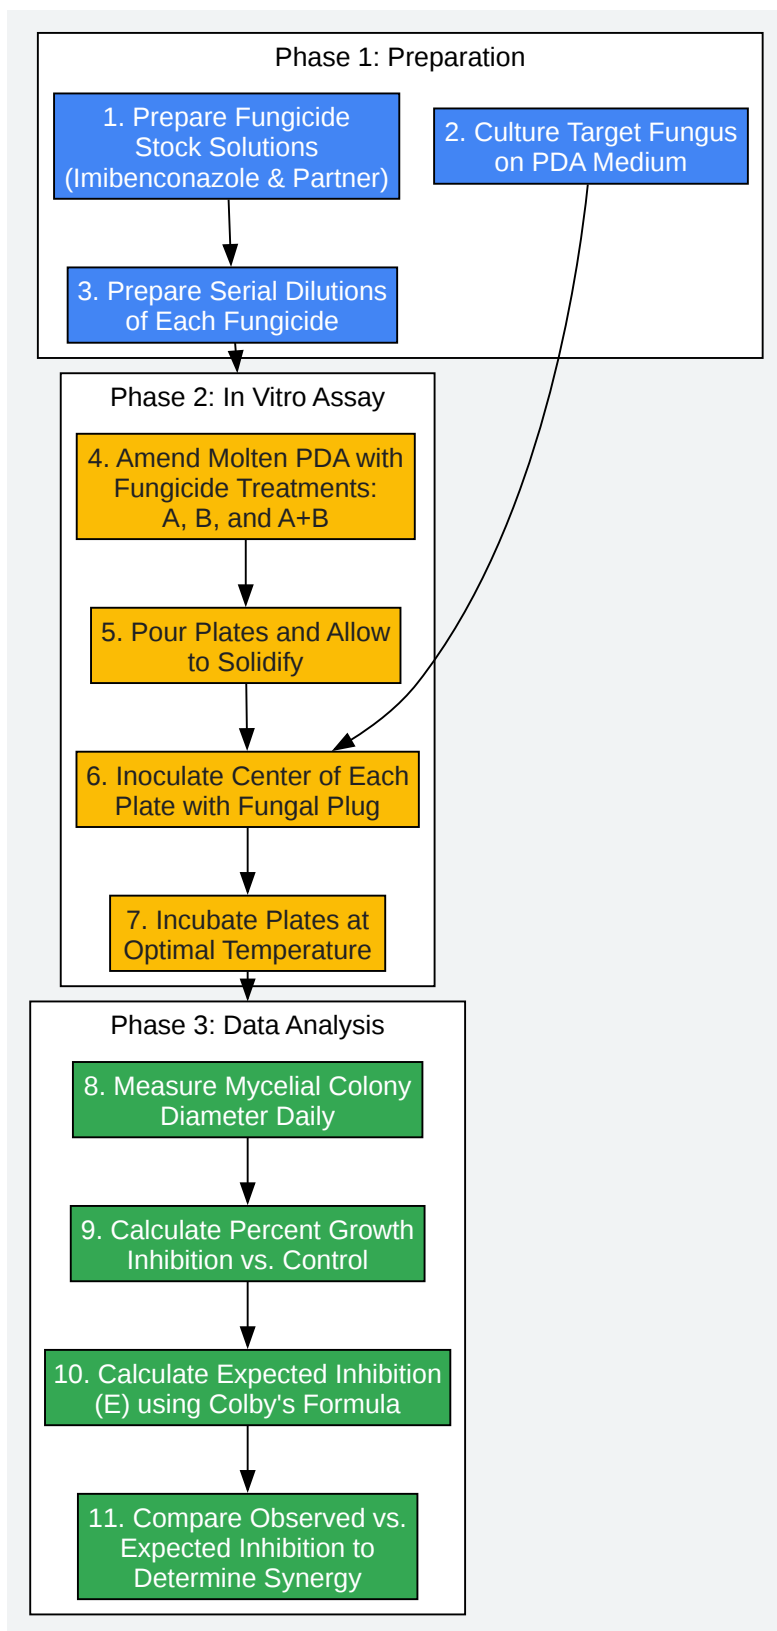 Phase 1: Preparation
1. Prepare Fungicide
Stock Solutions
(Imibenconazole & Partner)
2. Culture Target Fungus
on PDA Medium
3. Prepare Serial Dilutions
of Each Fungicide
Phase 2: In Vitro Assay
4. Amend Molten PDA with
Fungicide Treatments:
A, B, and A+B
5. Pour Plates and Allow
to Solidify
6. Inoculate Center of Each
Plate with Fungal Plug
7. Incubate Plates at
Optimal Temperature
Phase 3: Data Analysis
8. Measure Mycelial Colony
Diameter Daily
9. Calculate Percent Growth
Inhibition vs. Control
10. Calculate Expected Inhibition
(E) using Colby's Formula
11. Compare Observed vs.
Expected Inhibition to
Determine Synergy